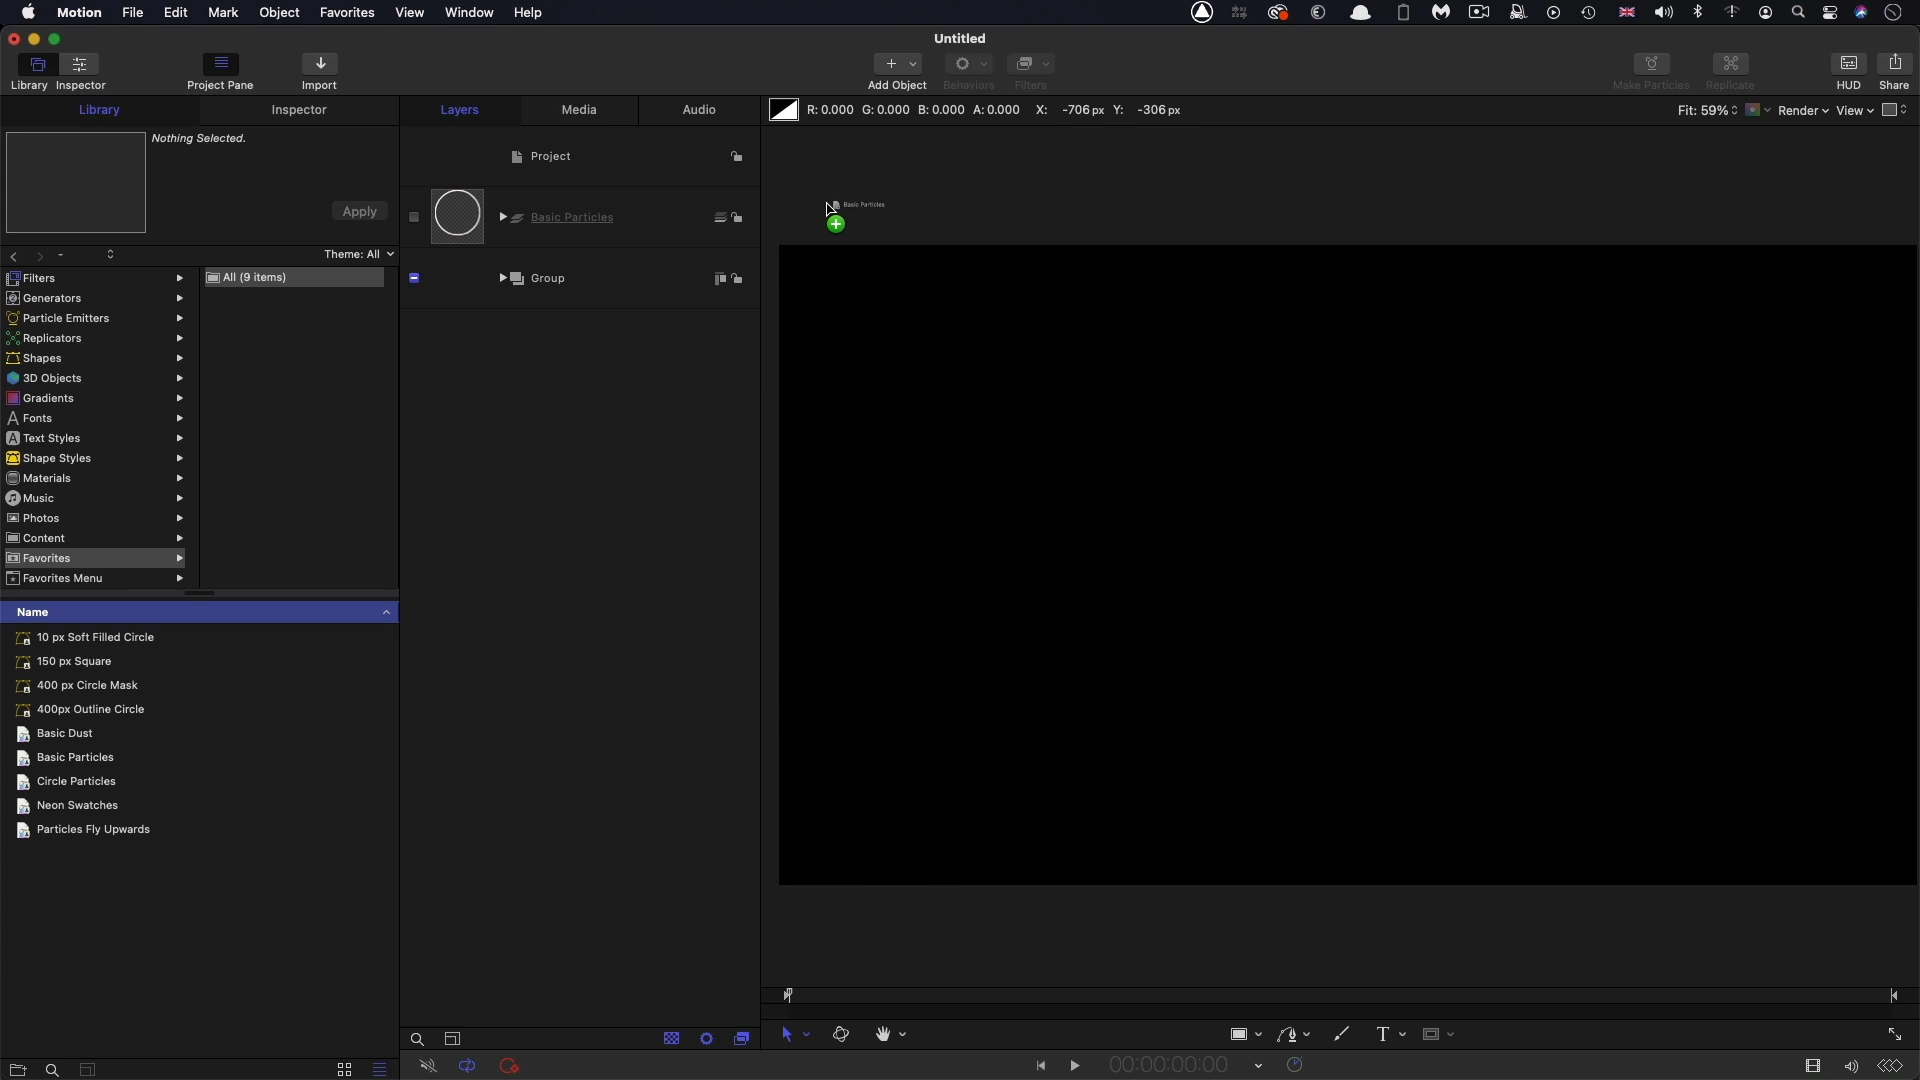 Motion File Edit Mark Object Favorites View Window Help
Untitled
Library Inspector Project Pane Import Add Object Behaviors Filters Make Particles Replicate HUD Share
Library Inspector Layers Media Audio R: 0.000 G: 0.000 B: 0.000 A: 0.000 X: -706 px Y: -306 px Fit: 59% Render View
Nothing Selected.
Project
Basic Particles
Apply
Basic Particles
Theme: All
Filters
All (9 items)
Group
Generators
Particle Emitters
Replicators
Shapes
3D Objects
Gradients
Fonts
Text Styles
Shape Styles
Materials
Music
Photos
Content
Favorites
Favorites Menu
Name
10 px Soft Filled Circle
150 px Square
400 px Circle Mask
400px Outline Circle
Basic Dust
Basic Particles
Circle Particles
Neon Swatches
Particles Fly Upwards
00:00:00:00